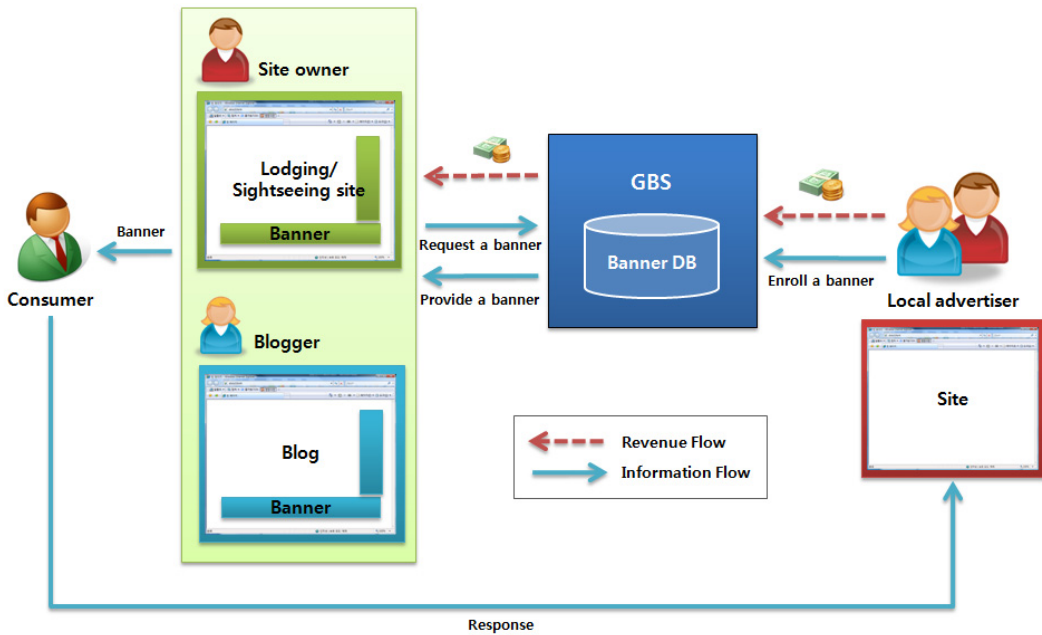 Site owner
Lodging/
Sightseeing site
Banner
Banner
Consumer
Blogger
Blog
Banner
Request a banner
Provide a banner
GBS
Banner DB
Enroll a banner
Local advertiser
Site
Revenue Flow
Information Flow
Response